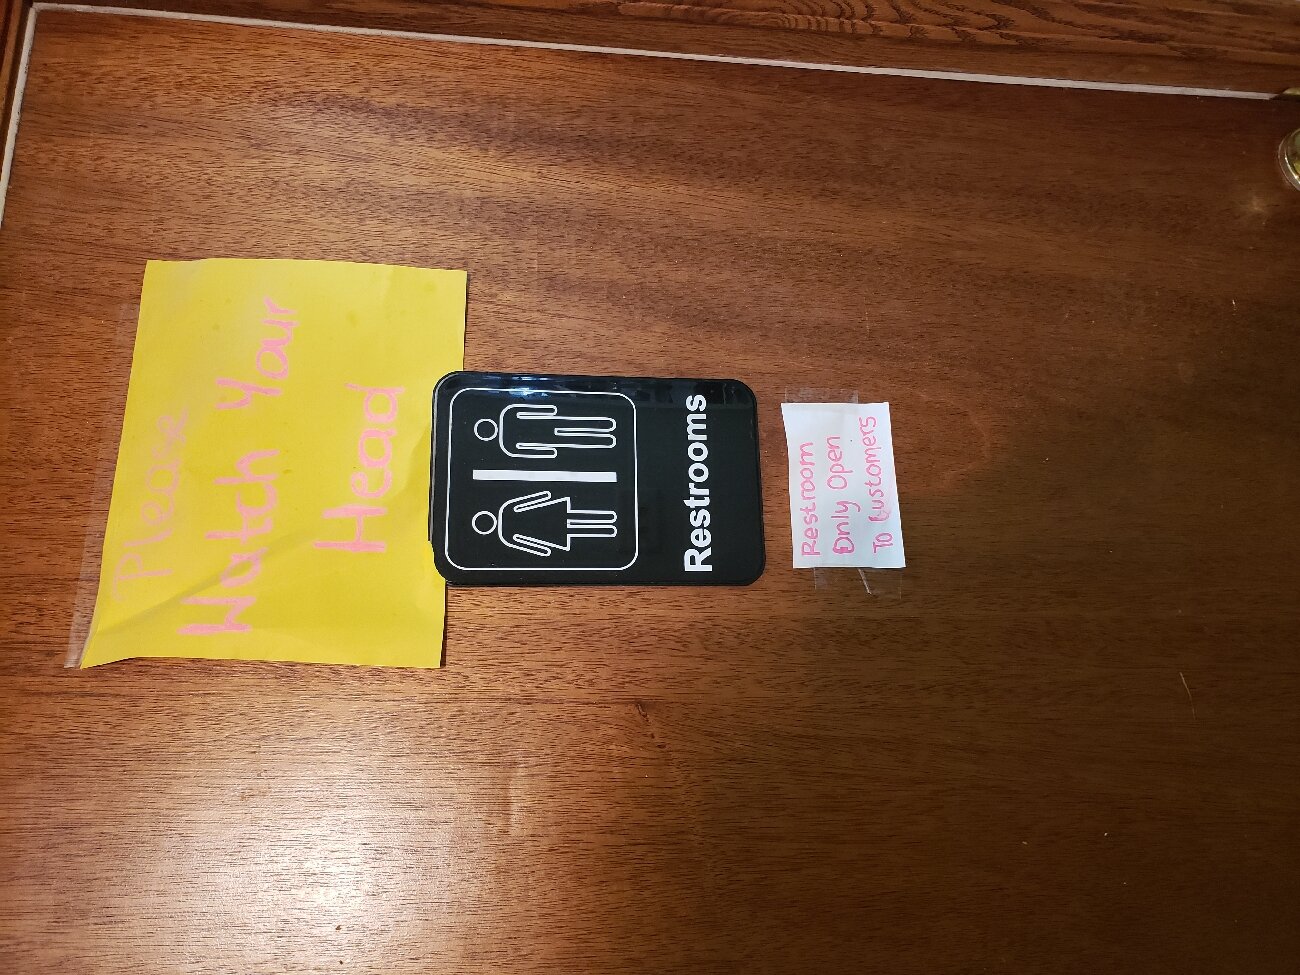 Please
Watch Your
Head
Restrooms
Restroom
Only Open
To Customers